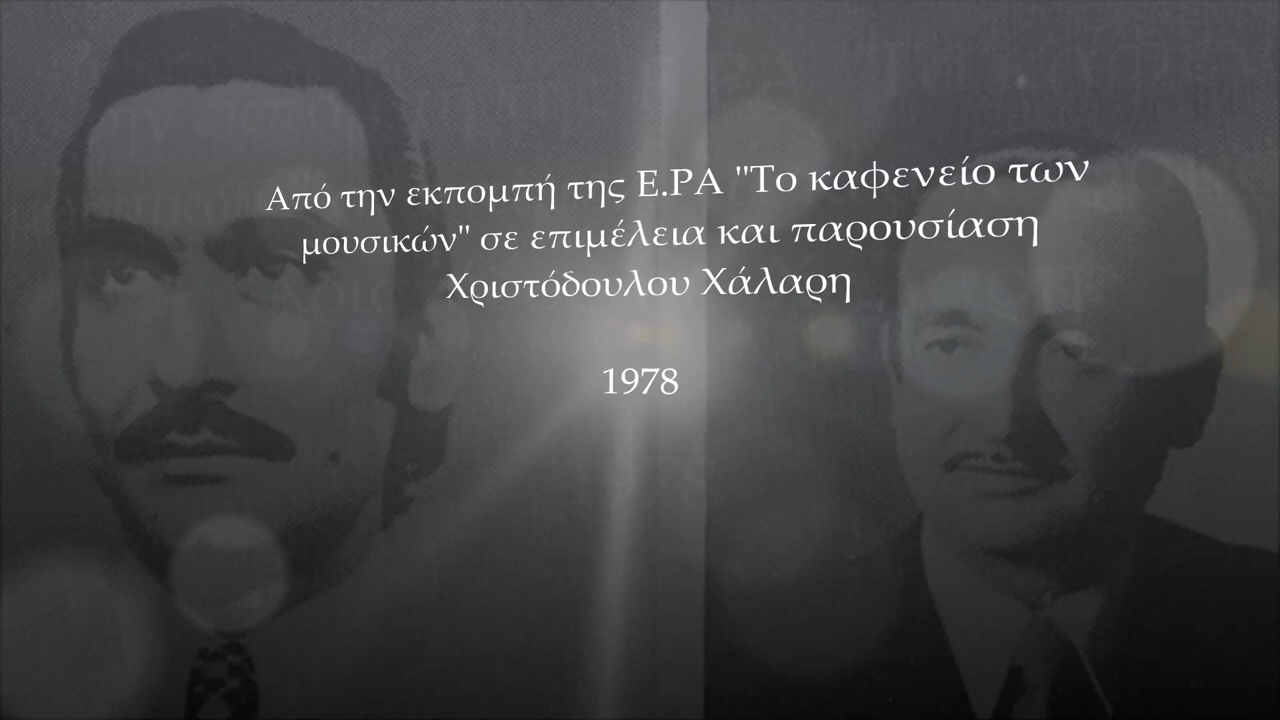 Από την εκπομπή της Ε.ΡΑ "Το καφενείο των
μουσικών" σε επιμέλεια και παρουσίαση
Χριστόδουλου Χάλαρη
1978